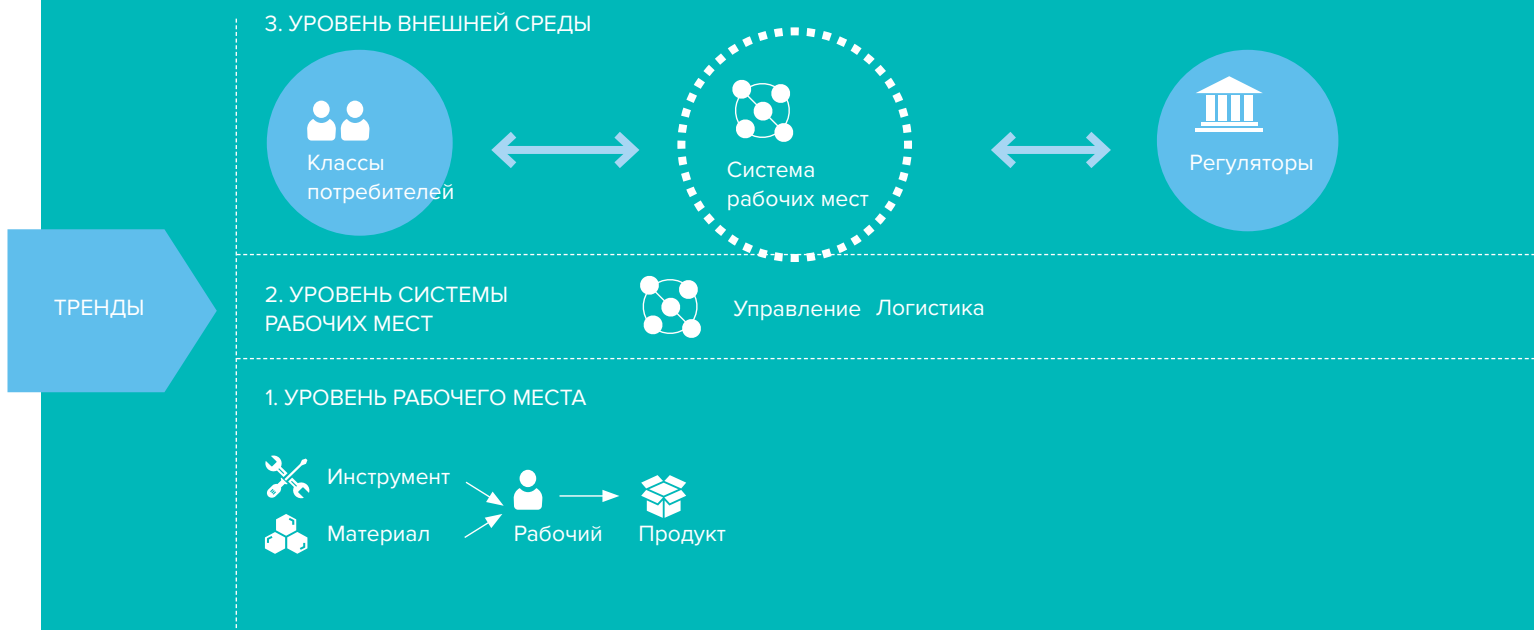 3. УРОВЕНЬ ВНЕШНЕЙ СРЕДЫ
Классы
потребителей
Система
рабочих мест
Регуляторы
ТРЕНДЫ
2. УРОВЕНЬ СИСТЕМЫ
РАБОЧИХ МЕСТ
Управление Логистика
1. УРОВЕНЬ РАБОЧЕГО МЕСТА
Инструмент
Материал
Рабочий
Продукт